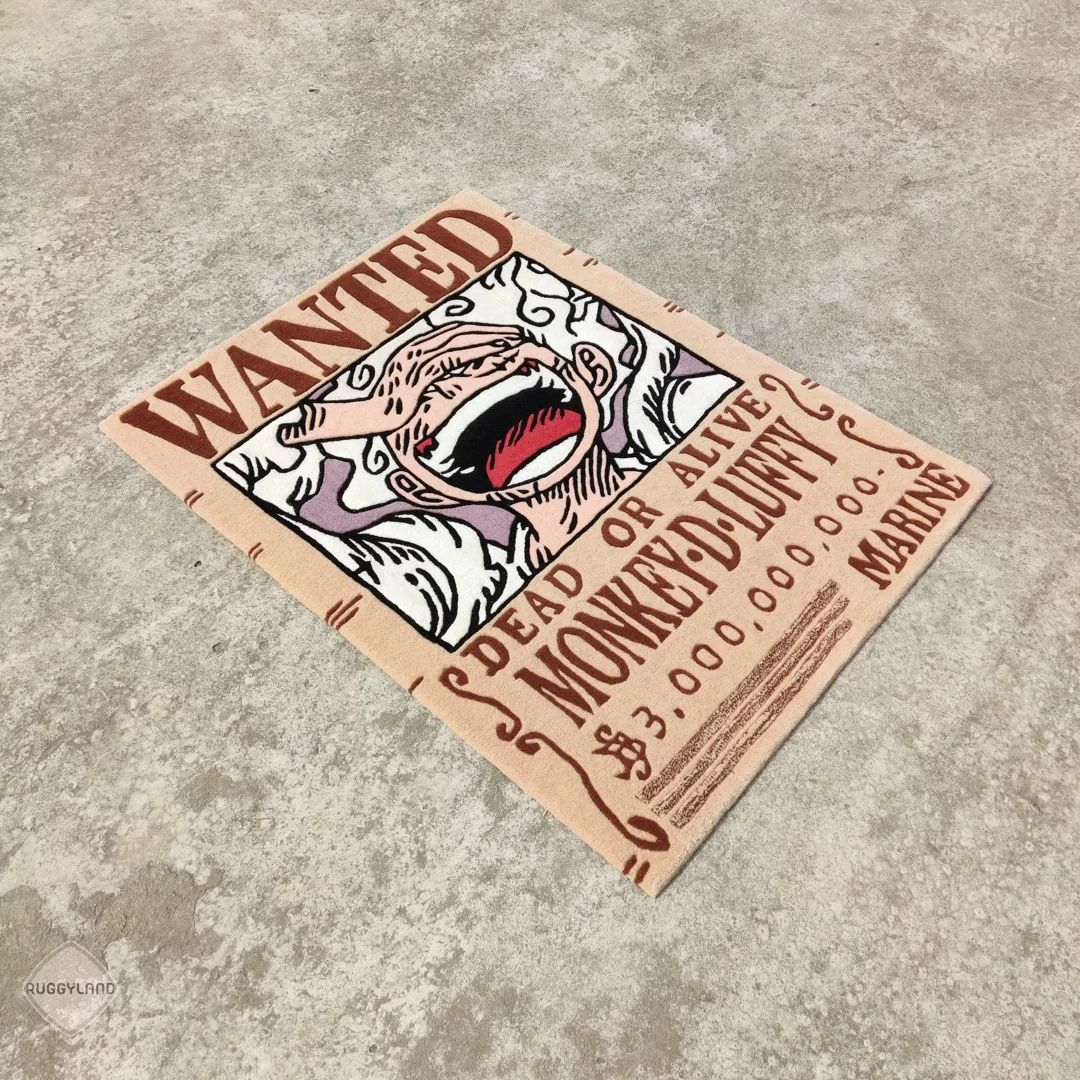 WANTED
DEAD OR ALIVE
MONKEY•D•LUFFY
฿3,000,000,000-
MARINE
RUGGYLAND